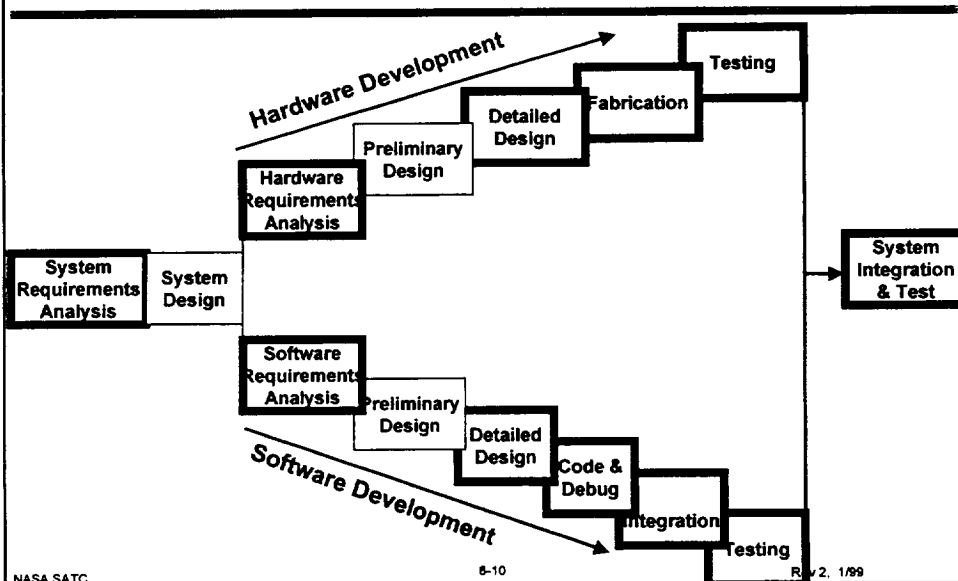 Hardware Development
Testing
Fabrication
Detailed
Design
Preliminary
Design
Hardware
Requirements
Analysis
System
Requirements
Analysis
System
Design
System
Integration
& Test
Software
Requirements
Analysis
Preliminary
Design
Detailed
Design
Code &
Debug
Integration
Testing
Software Development
NASA SATC
6-10
Rev 2, 1/99